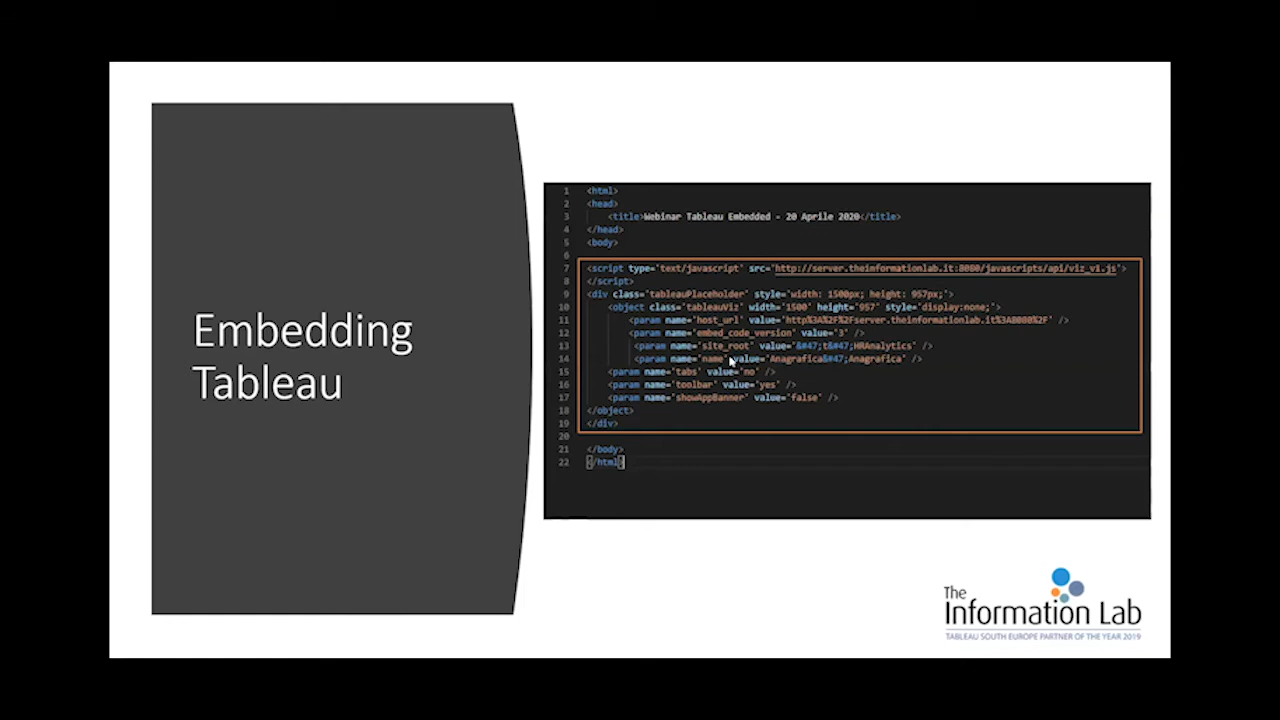 Embedding
Tableau
1 <html>
2 <head>
3 <title>Webinar Tableau Embedded - 20 Aprile 2020</title>
4 </head>
5 <body>
6
7 <script type='text/javascript' src='http://server.theinformationlab.it:8080/javascripts/api/viz_v1.js'>
8 </script>
9 <div class='tableauPlaceholder' style='width: 1500px; height: 957px;'>
10 <object class='tableauViz' width='1500' height='957' style='display:none;'>
11 <param name='host_url' value='http%3A%2F%2Fserver.theinformationlab.it%3A8080%2F' />
12 <param name='embed_code_version' value='3' />
13 <param name='site_root' value='&#47;t&#47;HRAnalytics' />
14 <param name='name' value='Anagrafica&#47;Anagrafica' />
15 <param name='tabs' value='no' />
16 <param name='toolbar' value='yes' />
17 <param name='showAppBanner' value='false' />
18 </object>
19 </div>
20
21 </body>
22 </html>
The
Information Lab
TABLEAU SOUTH EUROPE PARTNER OF THE YEAR 2019